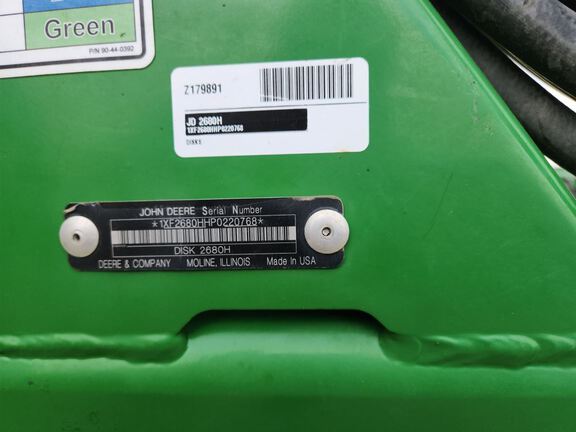 Green
P/N 90-44-0392
Z179891
JD 2680H
1XF2680HHP0220768
DISKS
JOHN DEERE Serial Number
*1XF2680HHP0220768*
DISK 2680H
DEERE & COMPANY MOLINE, ILLINOIS Made In USA